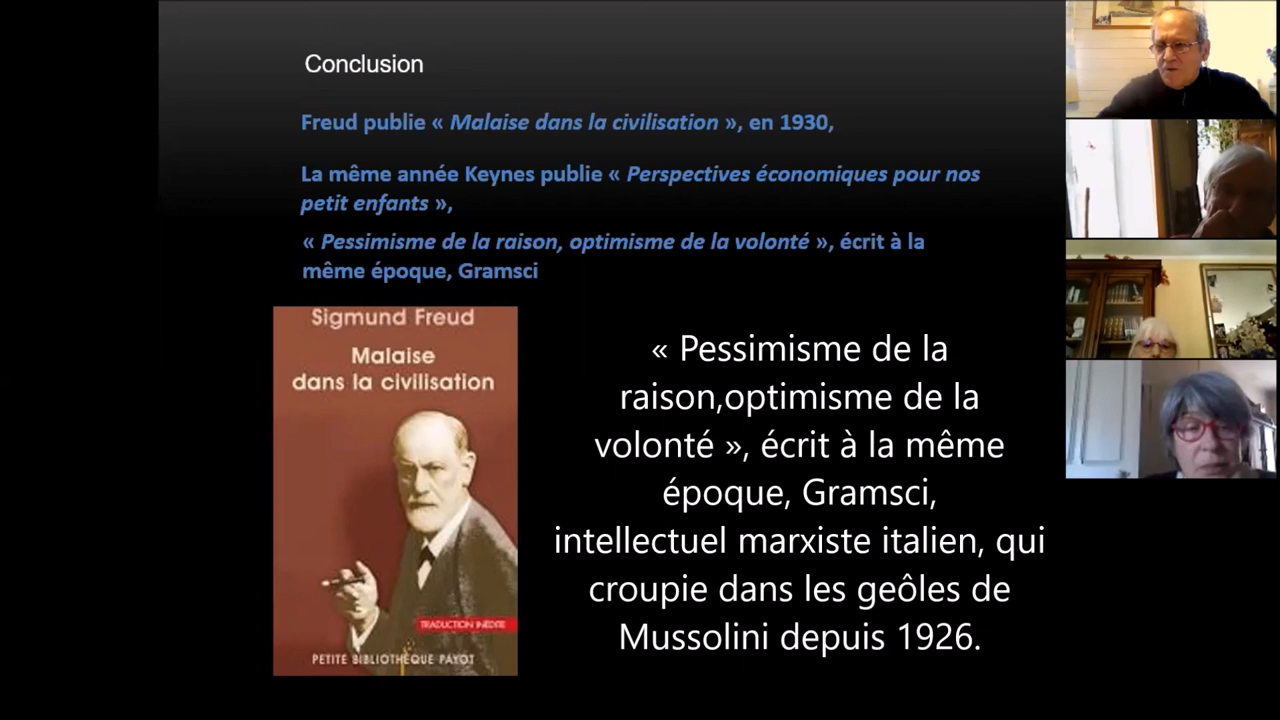 Conclusion
Freud publie « Malaise dans la civilisation », en 1930,
La même année Keynes publie « Perspectives économiques pour nos
petit enfants »,
« Pessimisme de la raison, optimisme de la volonté », écrit à la
même époque, Gramsci
Sigmund Freud
Malaise
dans la civilisation
TRADUCTION INÉDITE
PETITE BIBLIOTHÈQUE PAYOT
« Pessimisme de la
raison,optimisme de la
volonté », écrit à la même
époque, Gramsci,
intellectuel marxiste italien, qui
croupie dans les geôles de
Mussolini depuis 1926.